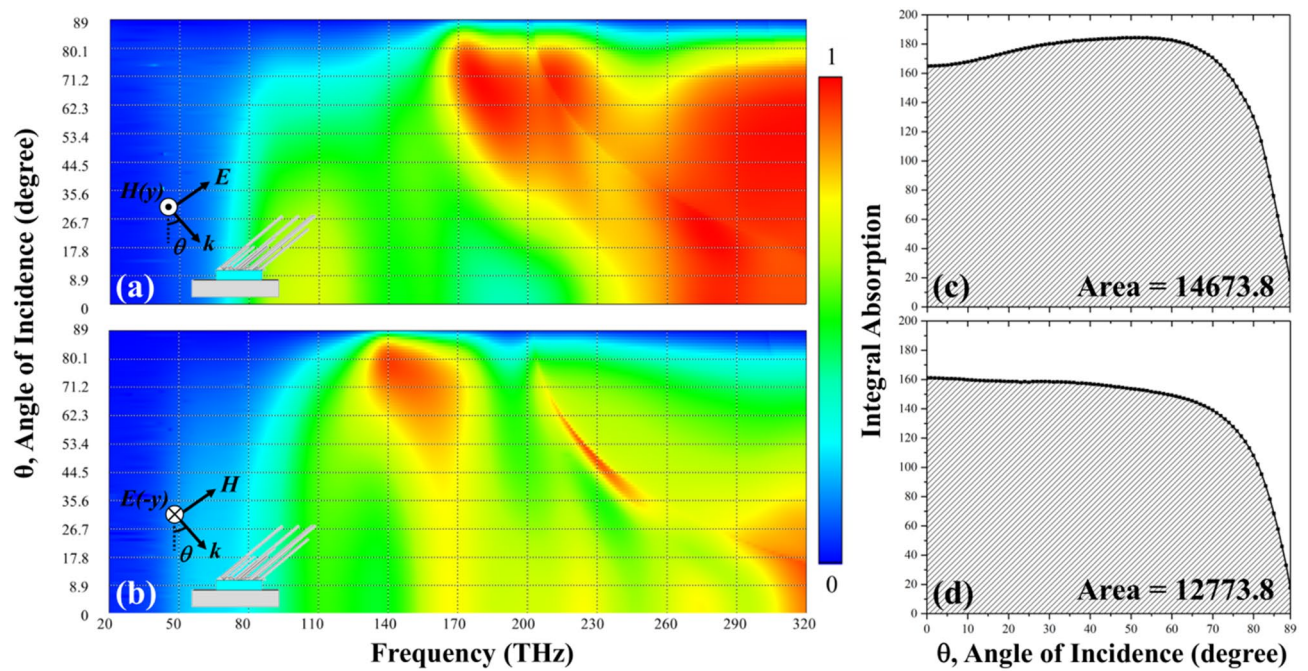 θ, Angle of Incidence (degree)
89
80.1
71.2
62.3
53.4
44.5
35.6
26.7
17.8
8.9
0
H(y)
E
k
θ
(a)
89
80.1
71.2
62.3
53.4
44.5
35.6
26.7
17.8
8.9
0
E(-y)
H
k
θ
(b)
20 50 80 110 140 170 200 230 260 290 320
Frequency (THz)
1
0
Integral Absorption
200
180
160
140
120
100
80
60
40
20
0
(c)
Area = 14673.8
200
180
160
140
120
100
80
60
40
20
0
(d)
Area = 12773.8
0 10 20 30 40 50 60 70 80 89
θ, Angle of Incidence (degree)